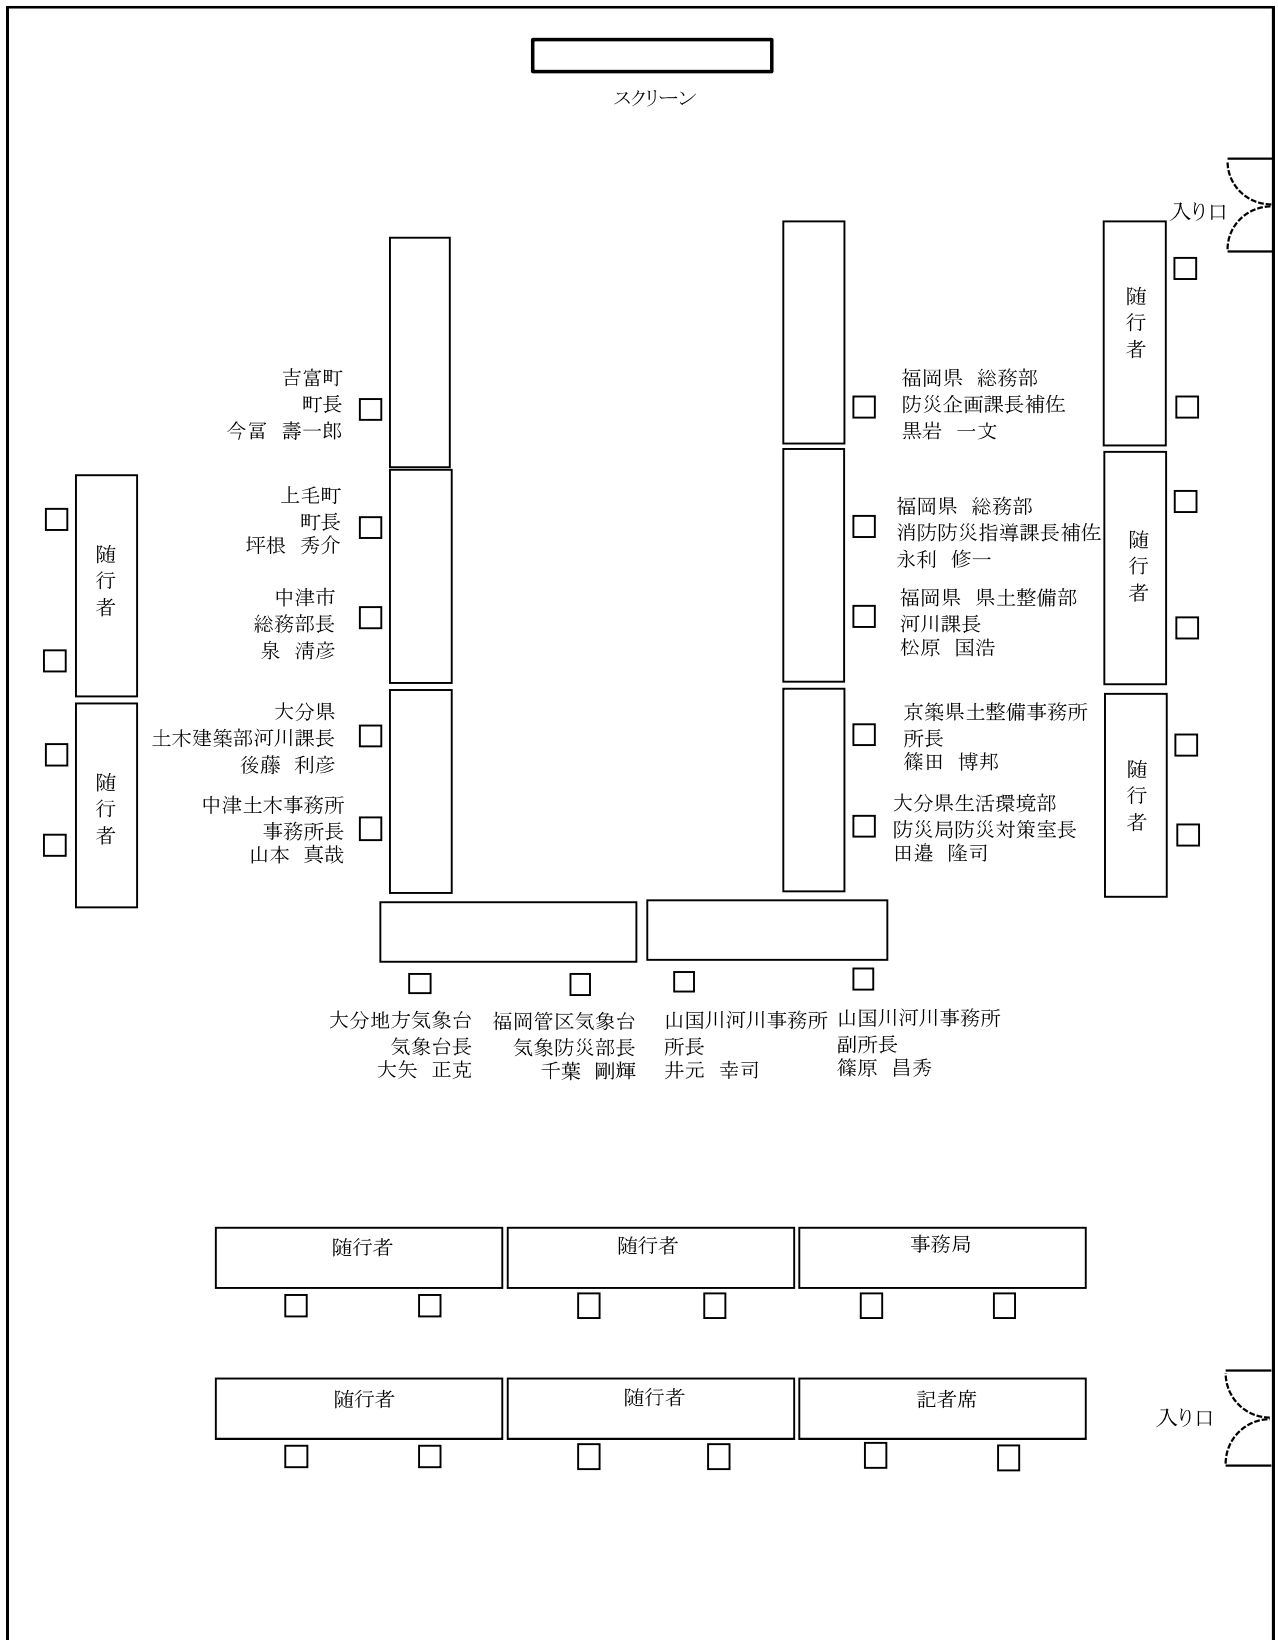 スクリーン
入り口
吉富町
町長
今冨 壽一郎
上毛町
町長
坪根 秀介
中津市
総務部長
泉 清彦
大分県
土木建築部河川課長
後藤 利彦
中津土木事務所
事務所長
山本 真哉
福岡県 総務部
防災企画課長補佐
黒岩 一文
福岡県 総務部
消防防災指導課長補佐
永利 修一
福岡県 県土整備部
河川課長
松原 国浩
京築県土整備事務所
所長
篠田 博邦
大分県生活環境部
防災局防災対策室長
田邉 隆司
随行者
随行者
随行者
随行者
随行者
大分地方気象台
気象台長
大矢 正克
福岡管区気象台
気象防災部長
千葉 剛輝
山国川河川事務所
所長
井元 幸司
山国川河川事務所
副所長
篠原 昌秀
随行者
随行者
事務局
随行者
随行者
記者席
入り口